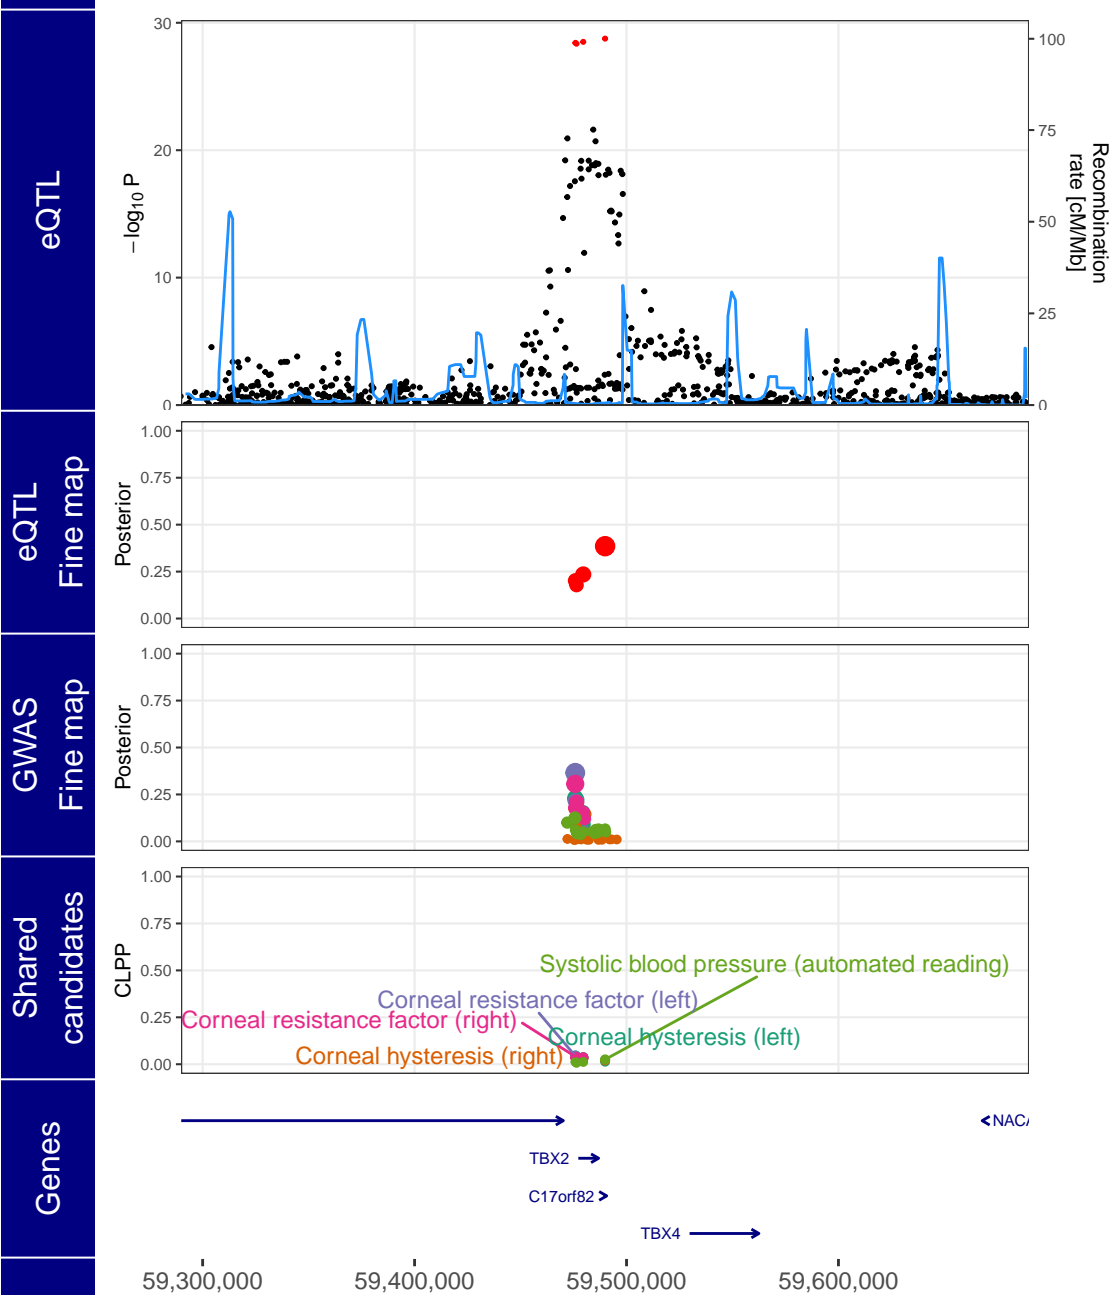 eQTL
30
20
10
0
−log10 P
100
75
50
25
0
Recombination
rate [cM/Mb]
eQTL
Fine map
Posterior
1.00
0.75
0.50
0.25
0.00
GWAS
Fine map
Posterior
1.00
0.75
0.50
0.25
0.00
Shared
candidates
CLPP
1.00
0.75
0.50
0.25
0.00
Systolic blood pressure (automated reading)
Corneal resistance factor (left)
Corneal resistance factor (right)
Corneal hysteresis (left)
Corneal hysteresis (right)
Genes
NACA
TBX2
C17orf82
TBX4
59,300,000
59,400,000
59,500,000
59,600,000